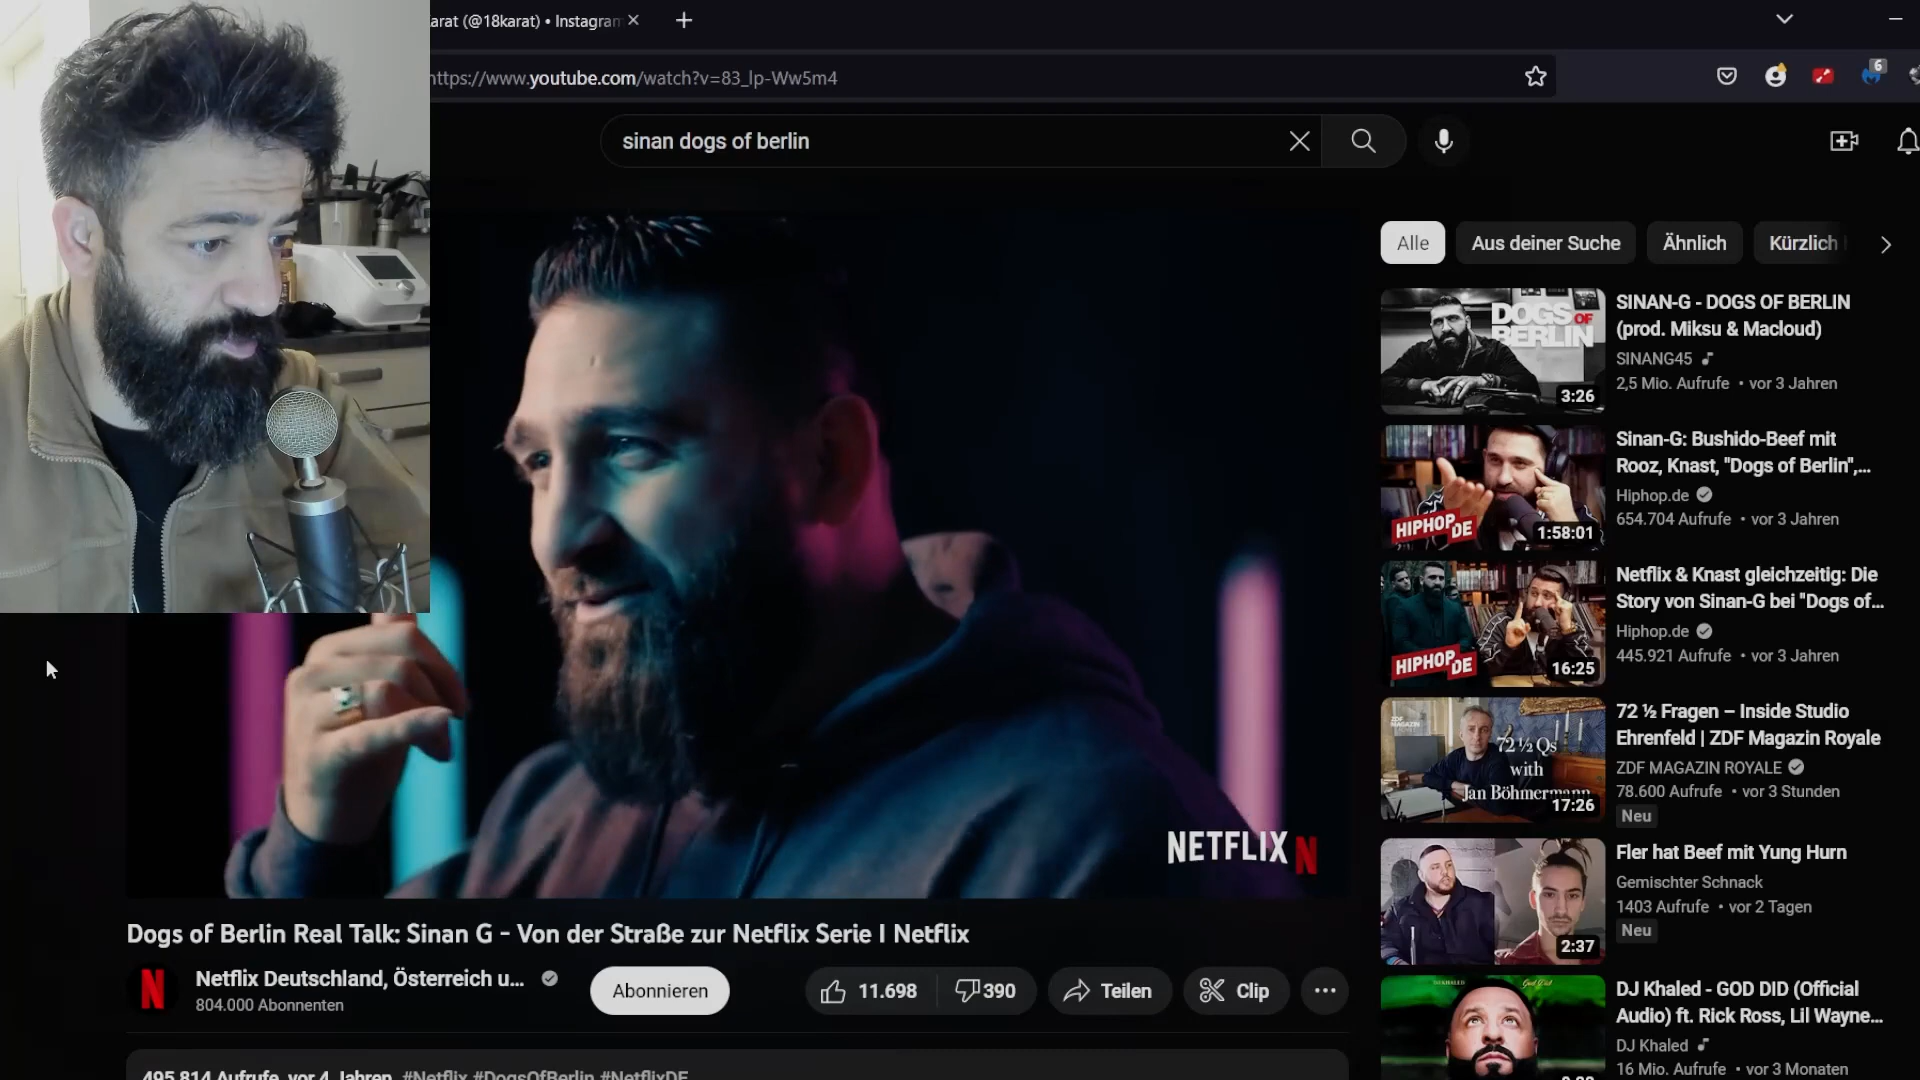 arat (@18karat) • Instagram
https://www.youtube.com/watch?v=83_lp-Ww5m4
6
sinan dogs of berlin
Alle
Aus deiner Suche
Ähnlich
Kürzlich
DOGS OF BERLIN
3:26
SINAN-G - DOGS OF BERLIN
(prod. Miksu & Macloud)
SINANG45
2,5 Mio. Aufrufe • vor 3 Jahren
HIPHOP.DE
1:58:01
Sinan-G: Bushido-Beef mit
Rooz, Knast, "Dogs of Berlin",...
Hiphop.de
654.704 Aufrufe • vor 3 Jahren
HIPHOP.DE
16:25
Netflix & Knast gleichzeitig: Die
Story von Sinan-G bei "Dogs of...
Hiphop.de
445.921 Aufrufe • vor 3 Jahren
ZDF MAGAZIN
72 ½ Qs
with
Jan Böhmermann
17:26
72 ½ Fragen – Inside Studio
Ehrenfeld | ZDF Magazin Royale
ZDF MAGAZIN ROYALE
78.600 Aufrufe • vor 3 Stunden
Neu
2:37
Fler hat Beef mit Yung Hurn
Gemischter Schnack
1403 Aufrufe • vor 2 Tagen
Neu
God Did
DJ Khaled - GOD DID (Official
Audio) ft. Rick Ross, Lil Wayne...
DJ Khaled
16 Mio. Aufrufe • vor 3 Monaten
NETFLIX N
Dogs of Berlin Real Talk: Sinan G - Von der Straße zur Netflix Serie I Netflix
N
Netflix Deutschland, Österreich u...
804.000 Abonnenten
Abonnieren
11.698
390
Teilen
Clip
495.814 Aufrufe vor 4 Jahren #Netflix #DogsOfBerlin #NetflixDE